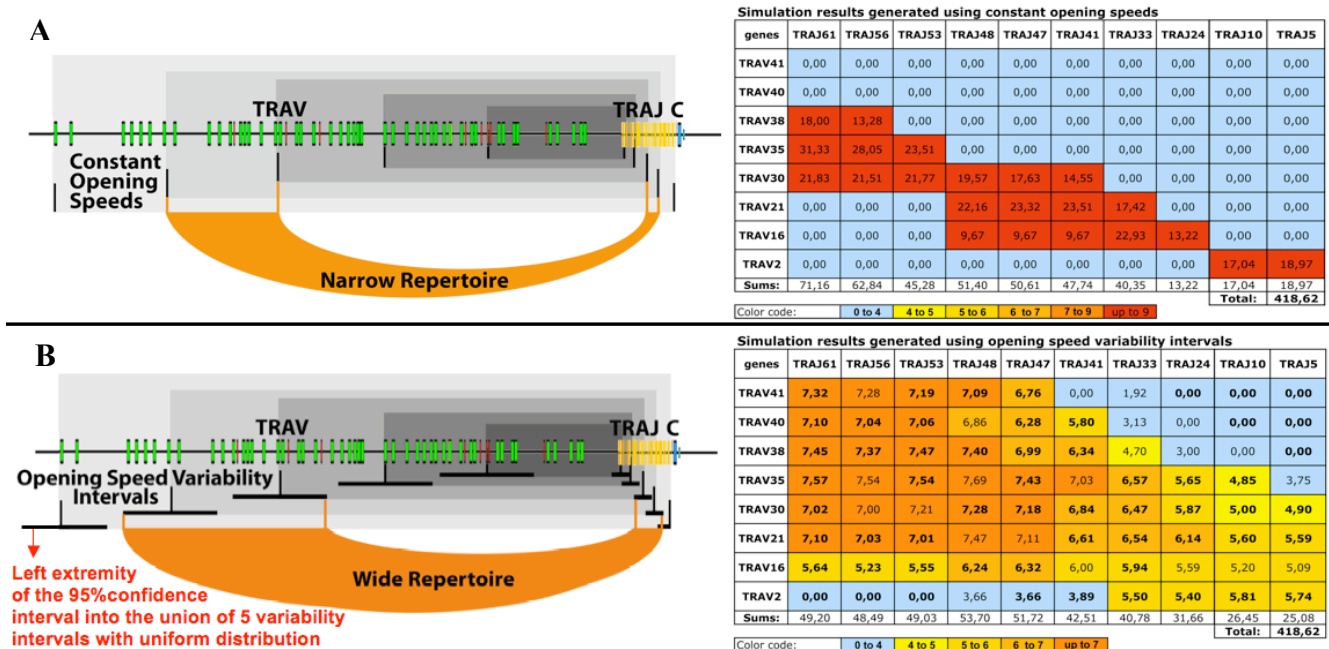 A
TRAV
TRAJ C
Constant
Opening
Speeds
Narrow Repertoire
Simulation results generated using constant opening speeds
genes TRAJ61 TRAJ56 TRAJ53 TRAJ48 TRAJ47 TRAJ41 TRAJ33 TRAJ24 TRAJ10 TRAJ5
TRAV41 0,00 0,00 0,00 0,00 0,00 0,00 0,00 0,00 0,00 0,00
TRAV40 0,00 0,00 0,00 0,00 0,00 0,00 0,00 0,00 0,00 0,00
TRAV38 18,00 13,28 0,00 0,00 0,00 0,00 0,00 0,00 0,00 0,00
TRAV35 31,33 28,05 23,51 0,00 0,00 0,00 0,00 0,00 0,00 0,00
TRAV30 21,83 21,51 21,77 19,57 17,63 14,55 0,00 0,00 0,00 0,00
TRAV21 0,00 0,00 0,00 22,16 23,32 23,51 17,42 0,00 0,00 0,00
TRAV16 0,00 0,00 0,00 9,67 9,67 9,67 22,93 13,22 0,00 0,00
TRAV2 0,00 0,00 0,00 0,00 0,00 0,00 0,00 0,00 17,04 18,97
Sums: 71,16 62,84 45,28 51,40 50,61 47,74 40,35 13,22 17,04 18,97
Total: 418,62
Color code: 0 to 4 4 to 5 5 to 6 6 to 7 7 to 9 up to 9
B
TRAV
TRAJ C
Opening Speed Variability
Intervals
Wide Repertoire
Left extremity
of the 95%confidence
interval into the union of 5 variability
intervals with uniform distribution
Simulation results generated using opening speed variability intervals
genes TRAJ61 TRAJ56 TRAJ53 TRAJ48 TRAJ47 TRAJ41 TRAJ33 TRAJ24 TRAJ10 TRAJ5
TRAV41 7,32 7,28 7,19 7,09 6,76 0,00 1,92 0,00 0,00 0,00
TRAV40 7,10 7,04 7,06 6,86 6,28 5,80 3,13 0,00 0,00 0,00
TRAV38 7,45 7,37 7,47 7,40 6,99 6,34 4,70 3,00 0,00 0,00
TRAV35 7,57 7,54 7,54 7,69 7,43 7,03 6,57 5,65 4,85 3,75
TRAV30 7,02 7,00 7,21 7,28 7,18 6,84 6,47 5,87 5,00 4,90
TRAV21 7,10 7,03 7,01 7,47 7,11 6,61 6,54 6,14 5,60 5,59
TRAV16 5,64 5,23 5,55 6,24 6,32 6,00 5,94 5,59 5,20 5,09
TRAV2 0,00 0,00 0,00 3,66 3,66 3,89 5,50 5,40 5,81 5,74
Sums: 49,20 48,49 49,03 53,70 51,72 42,51 40,78 31,66 26,45 25,08
Total: 418,62
Color code: 0 to 4 4 to 5 5 to 6 6 to 7 up to 7